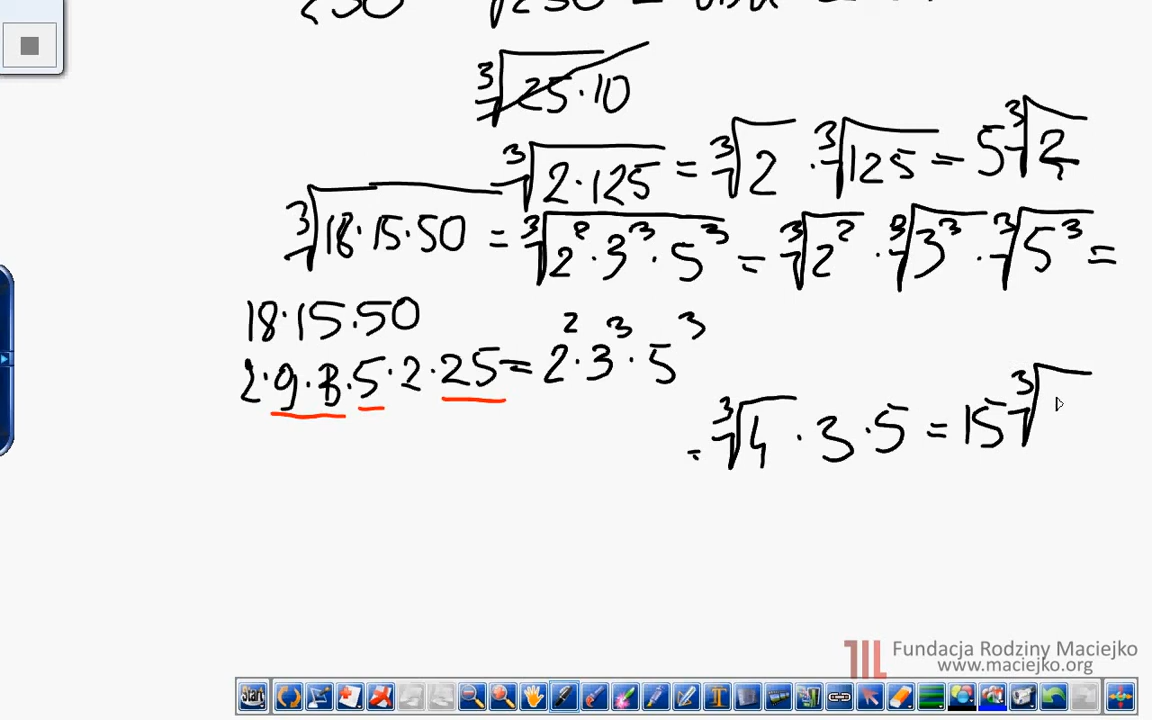 ∛25·10
∛2·125 = ∛2 · ∛125 = 5∛2
∛18·15·50 = ∛2²·3³·5³ = ∛2² · ∛3³ · ∛5³ =
18·15·50
2·9·3·5·2·25 = 2²·3³·5³
= ∛4 · 3 · 5 = 15∛
Fundacja Rodziny Maciejko
www.maciejko.org
Start